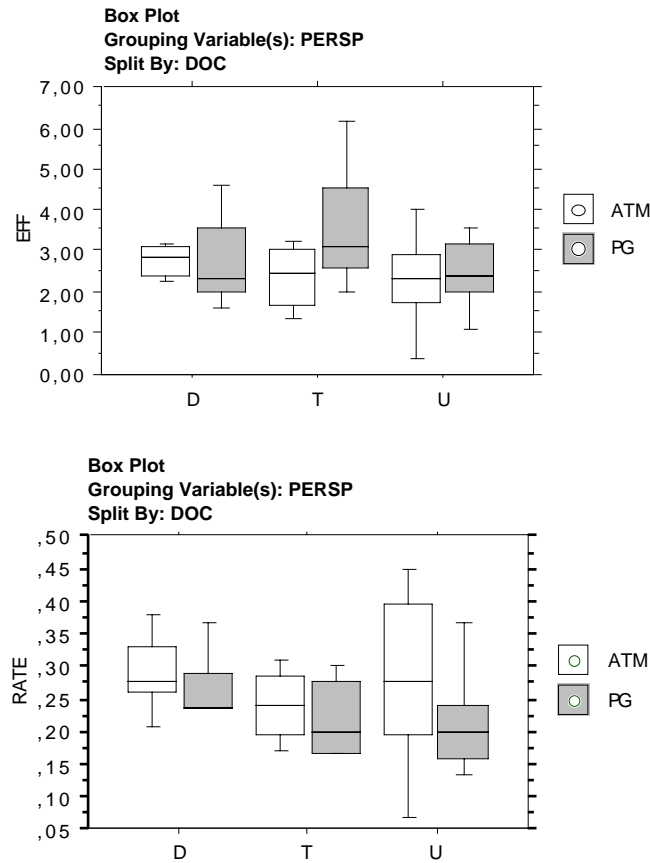 Box Plot
Grouping Variable(s): PERSP
Split By: DOC
7,00
6,00
5,00
4,00
3,00
2,00
1,00
0,00
EFF
D T U
ATM
PG
Box Plot
Grouping Variable(s): PERSP
Split By: DOC
,50
,45
,40
,35
,30
,25
,20
,15
,10
,05
RATE
D T U
ATM
PG